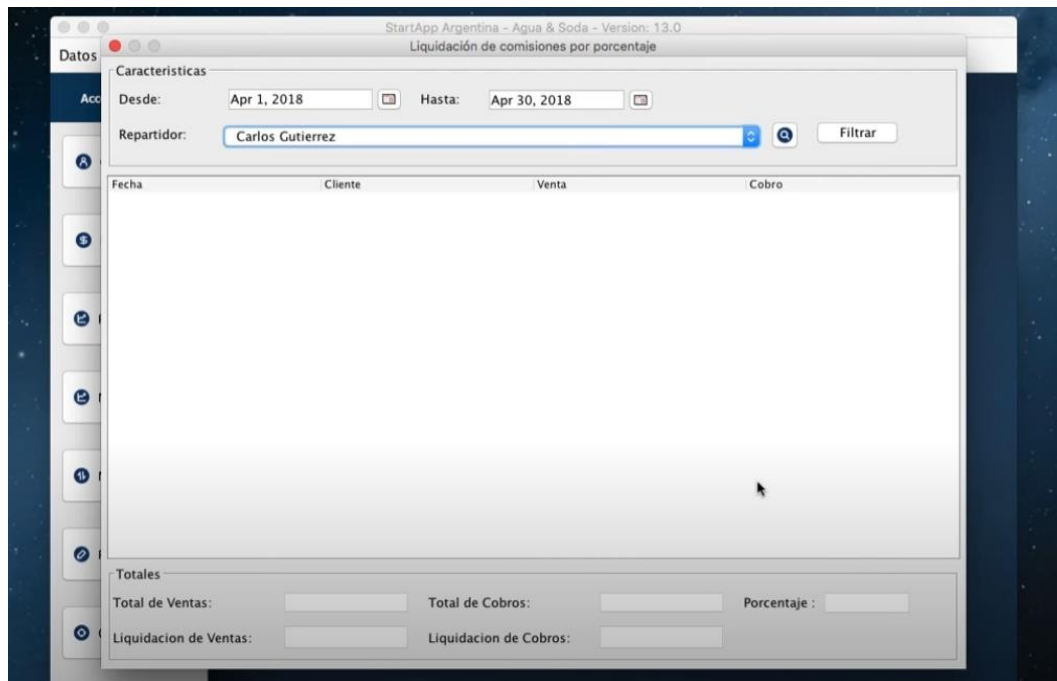 StartApp Argentina - Agua & Soda - Version: 13.0
Liquidación de comisiones por porcentaje
Datos
Caracteristicas
Acc
Desde: Apr 1, 2018 Hasta: Apr 30, 2018
Repartidor: Carlos Gutierrez Filtrar
Fecha Cliente Venta Cobro
Totales
Total de Ventas: Total de Cobros: Porcentaje :
Liquidacion de Ventas: Liquidacion de Cobros: